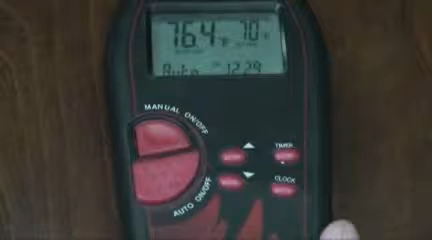 76.4 °F 70 °F
Auto 12:29
MANUAL ON/OFF
TIMER
CLOCK
AUTO ON/OFF